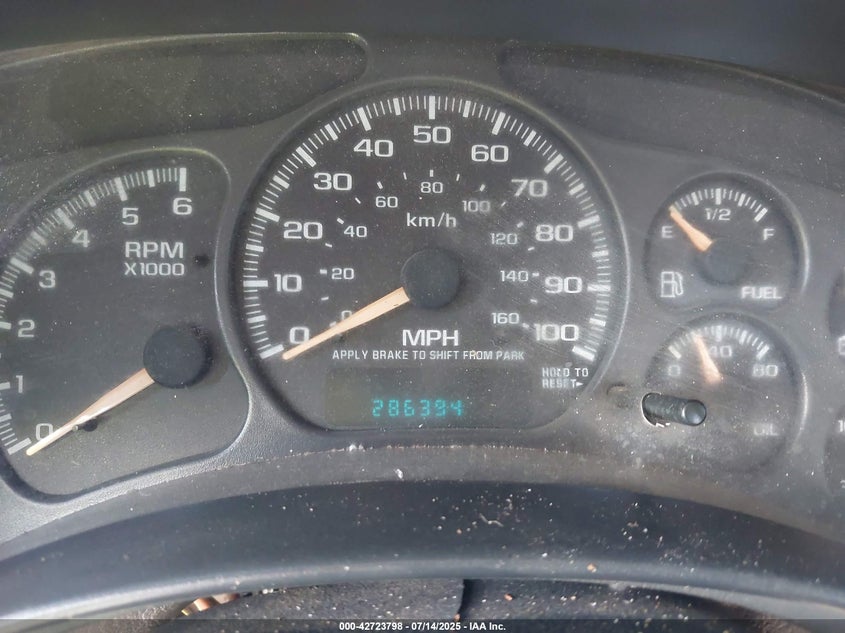 0 1 2 3 4 5 6
RPM
X1000
0 10 20 30 40 50 60 70 80 90 100
0 20 40 60 80 100 120 140 160
km/h
MPH
APPLY BRAKE TO SHIFT FROM PARK
HOLD TO
RESET
286394
E 1/2 F
FUEL
0 40 80
OIL
000-42723798 - 07/14/2025 - IAA Inc.